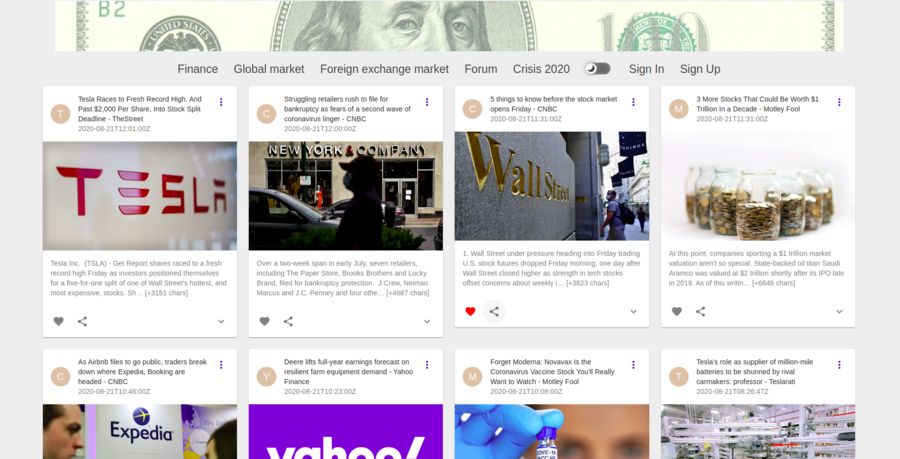 B2
UNITED STATES
Finance Global market Foreign exchange market Forum Crisis 2020 Sign In Sign Up
T
Tesla Races to Fresh Record High, And
Past $2,000 Per Share, Into Stock Split
Deadline - TheStreet
2020-08-21T12:01:00Z
TESLA
Tesla Inc. (TSLA) - Get Report shares raced to a fresh
record high Friday as investors positioned themselves
for a five-for-one split of one of Wall Street's hottest, and
most expensive, stocks. Sh... [+3151 chars]
C
Struggling retailers rush to file for
bankruptcy as fears of a second wave of
coronavirus linger - CNBC
2020-08-21T12:00:00Z
NEW YORK & COMPANY
Over a two-week span in early July, seven retailers,
including The Paper Store, Brooks Brothers and Lucky
Brand, filed for bankruptcy protection. J.Crew, Neiman
Marcus and J.C. Penney and four othe... [+4687 chars]
C
5 things to know before the stock market
opens Friday - CNBC
2020-08-21T11:31:00Z
Wall Street
1. Wall Street under pressure heading into Friday trading
U.S. stock futures dropped Friday morning, one day after
Wall Street closed higher as strength in tech stocks
offset concerns about weekly i... [+3823 chars]
M
3 More Stocks That Could Be Worth $1
Trillion In a Decade - Motley Fool
2020-08-21T11:31:00Z
At this point, companies sporting a $1 trillion market
valuation aren't so special. State-backed oil titan Saudi
Aramco was valued at $2 trillion shortly after its IPO late
in 2019. As of this writin... [+6848 chars]
C
As Airbnb files to go public, traders break
down where Expedia, Booking are
headed - CNBC
2020-08-21T10:46:00Z
Expedia
Y
Deere lifts full-year earnings forecast on
resilient farm equipment demand - Yahoo
Finance
2020-08-21T10:23:00Z
yahoo!
M
Forget Moderna: Novavax Is the
Coronavirus Vaccine Stock You'll Really
Want to Watch - Motley Fool
2020-08-21T10:08:00Z
COVID-19
VACCINE
T
Tesla's role as supplier of million-mile
batteries to be shunned by rival
carmakers: professor - Teslarati
2020-08-21T08:26:47Z